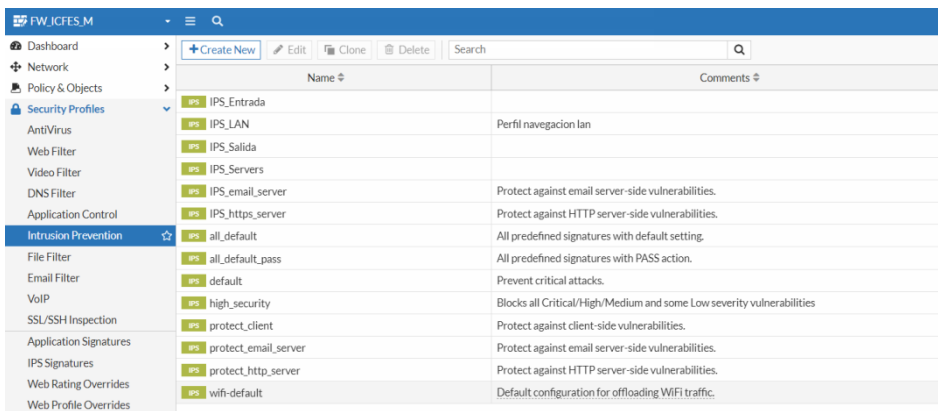 FW_ICFES_M
Dashboard
Network
Policy & Objects
Security Profiles
AntiVirus
Web Filter
Video Filter
DNS Filter
Application Control
Intrusion Prevention
File Filter
Email Filter
VoIP
SSL/SSH Inspection
Application Signatures
IPS Signatures
Web Rating Overrides
Web Profile Overrides
+Create New Edit Clone Delete Search
Name Comments
IPS IPS_Entrada
IPS IPS_LAN Perfil navegacion lan
IPS IPS_Salida
IPS IPS_Servers
IPS IPS_email_server Protect against email server-side vulnerabilities.
IPS IPS_https_server Protect against HTTP server-side vulnerabilities.
IPS all_default All predefined signatures with default setting.
IPS all_default_pass All predefined signatures with PASS action.
IPS default Prevent critical attacks.
IPS high_security Blocks all Critical/High/Medium and some Low severity vulnerabilities
IPS protect_client Protect against client-side vulnerabilities.
IPS protect_email_server Protect against email server-side vulnerabilities.
IPS protect_http_server Protect against HTTP server-side vulnerabilities.
IPS wifi-default Default configuration for offloading WiFi traffic.